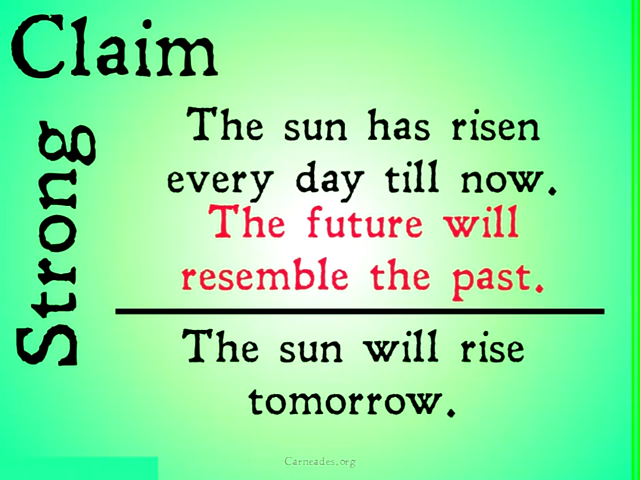 Claim
Strong
The sun has risen
every day till now.
The future will
resemble the past.
The sun will rise
tomorrow.
Carneades.org